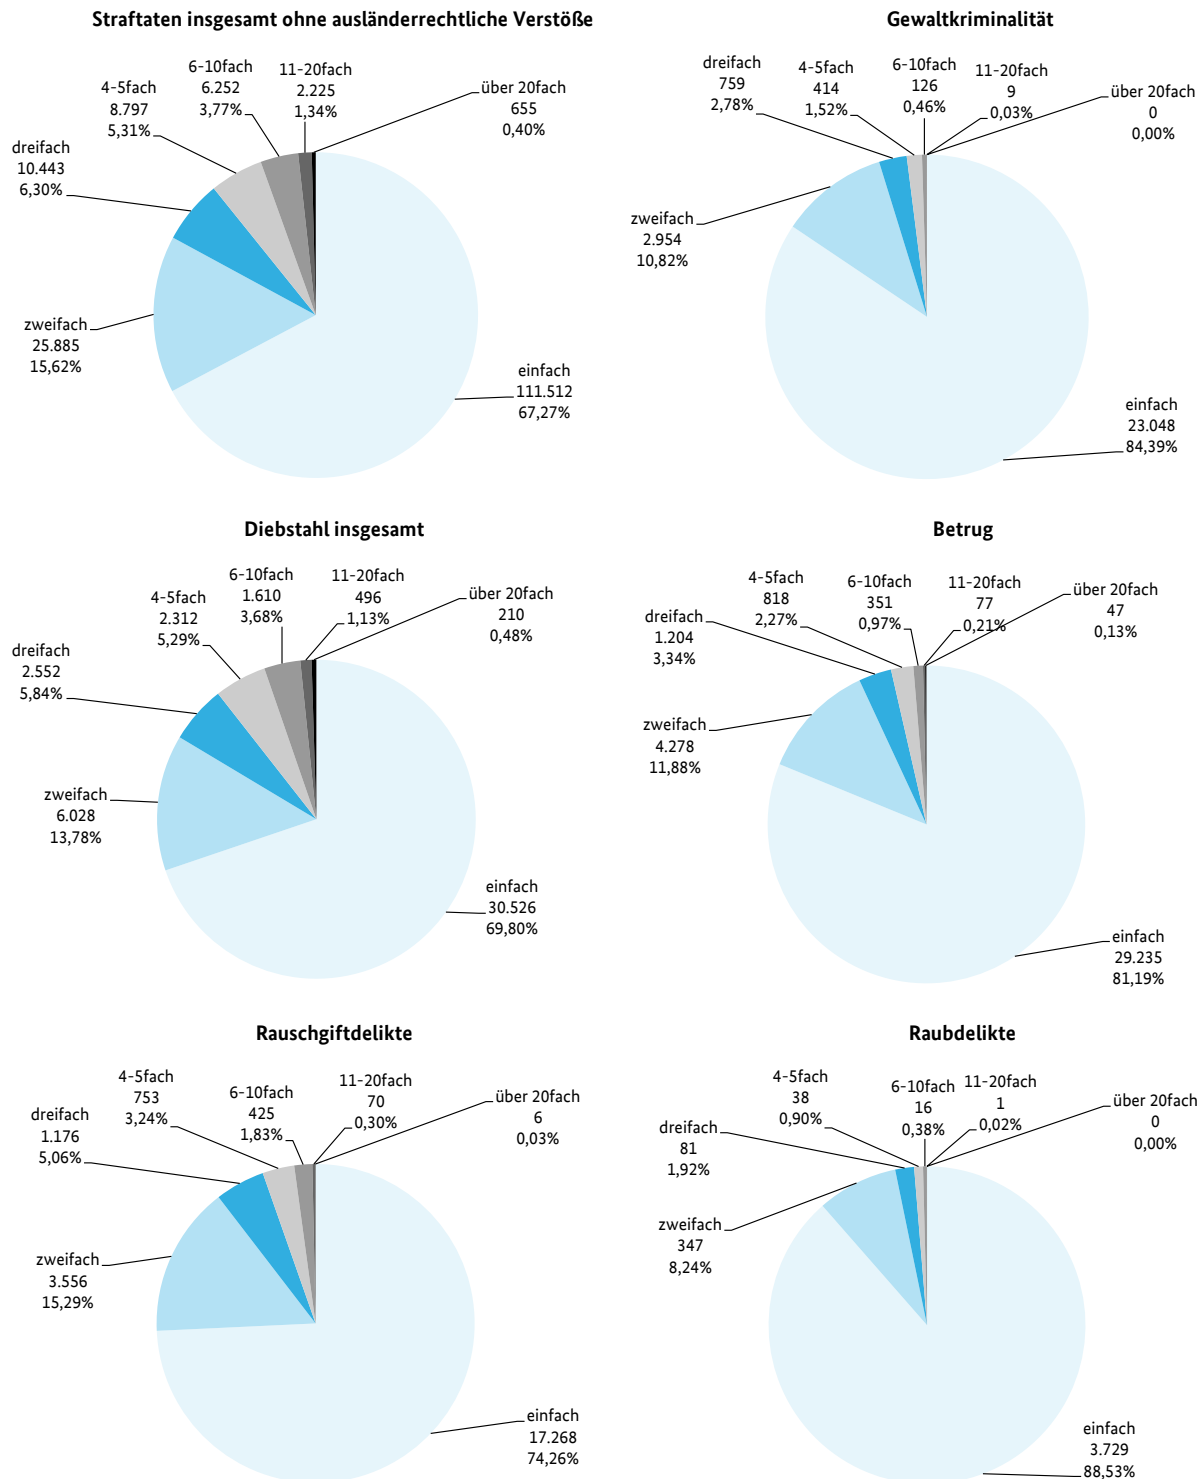 Straftaten insgesamt ohne ausländerrechtliche Verstöße
einfach
111.512
67,27%
zweifach
25.885
15,62%
dreifach
10.443
6,30%
4-5fach
8.797
5,31%
6-10fach
6.252
3,77%
11-20fach
2.225
1,34%
über 20fach
655
0,40%
Gewaltkriminalität
einfach
23.048
84,39%
zweifach
2.954
10,82%
dreifach
759
2,78%
4-5fach
414
1,52%
6-10fach
126
0,46%
11-20fach
9
0,03%
über 20fach
0
0,00%
Diebstahl insgesamt
einfach
30.526
69,80%
zweifach
6.028
13,78%
dreifach
2.552
5,84%
4-5fach
2.312
5,29%
6-10fach
1.610
3,68%
11-20fach
496
1,13%
über 20fach
210
0,48%
Betrug
einfach
29.235
81,19%
zweifach
4.278
11,88%
dreifach
1.204
3,34%
4-5fach
818
2,27%
6-10fach
351
0,97%
11-20fach
77
0,21%
über 20fach
47
0,13%
Rauschgiftdelikte
einfach
17.268
74,26%
zweifach
3.556
15,29%
dreifach
1.176
5,06%
4-5fach
753
3,24%
6-10fach
425
1,83%
11-20fach
70
0,30%
über 20fach
6
0,03%
Raubdelikte
einfach
3.729
88,53%
zweifach
347
8,24%
dreifach
81
1,92%
4-5fach
38
0,90%
6-10fach
16
0,38%
11-20fach
1
0,02%
über 20fach
0
0,00%